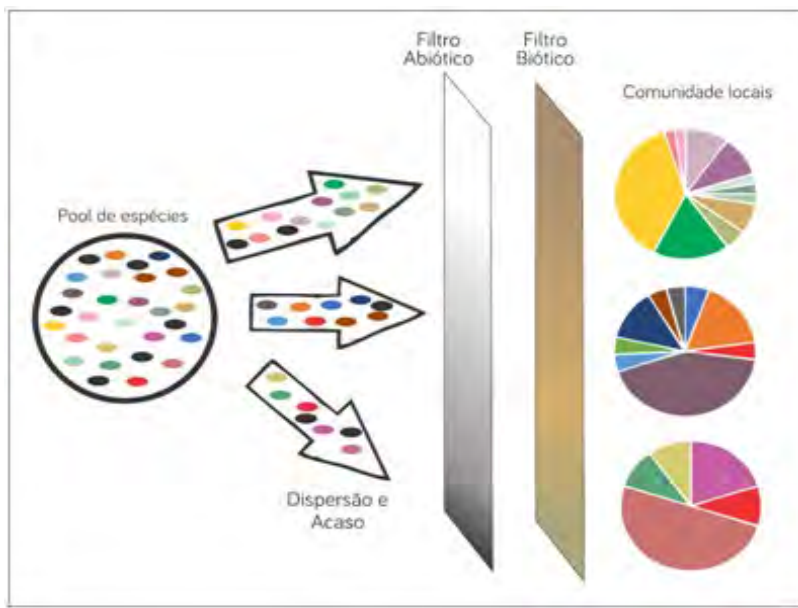 Filtro
Abiótico
Filtro
Biótico
Comunidade locais
Pool de espécies
Dispersão e
Acaso